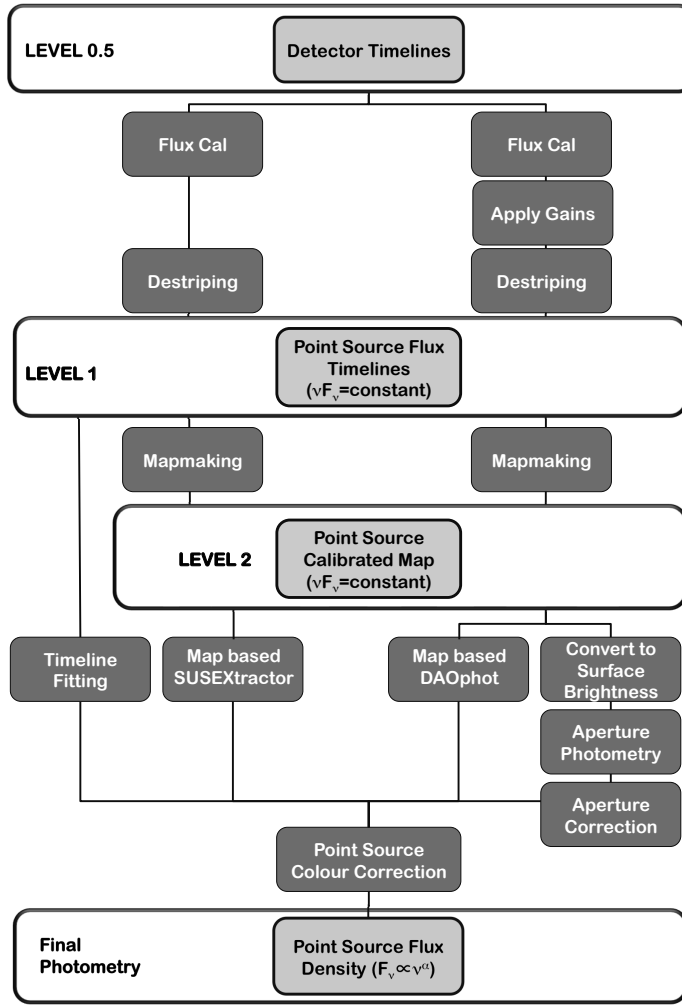 LEVEL 0.5
Detector Timelines
Flux Cal
Flux Cal
Apply Gains
Destriping
Destriping
LEVEL 1
Point Source Flux
Timelines
(νFν=constant)
Mapmaking
Mapmaking
LEVEL 2
Point Source
Calibrated Map
(νFν=constant)
Timeline
Fitting
Map based
SUSEXtractor
Map based
DAOphot
Convert to
Surface
Brightness
Aperture
Photometry
Aperture
Correction
Point Source
Colour Correction
Final
Photometry
Point Source Flux
Density (Fν∝ν^α)